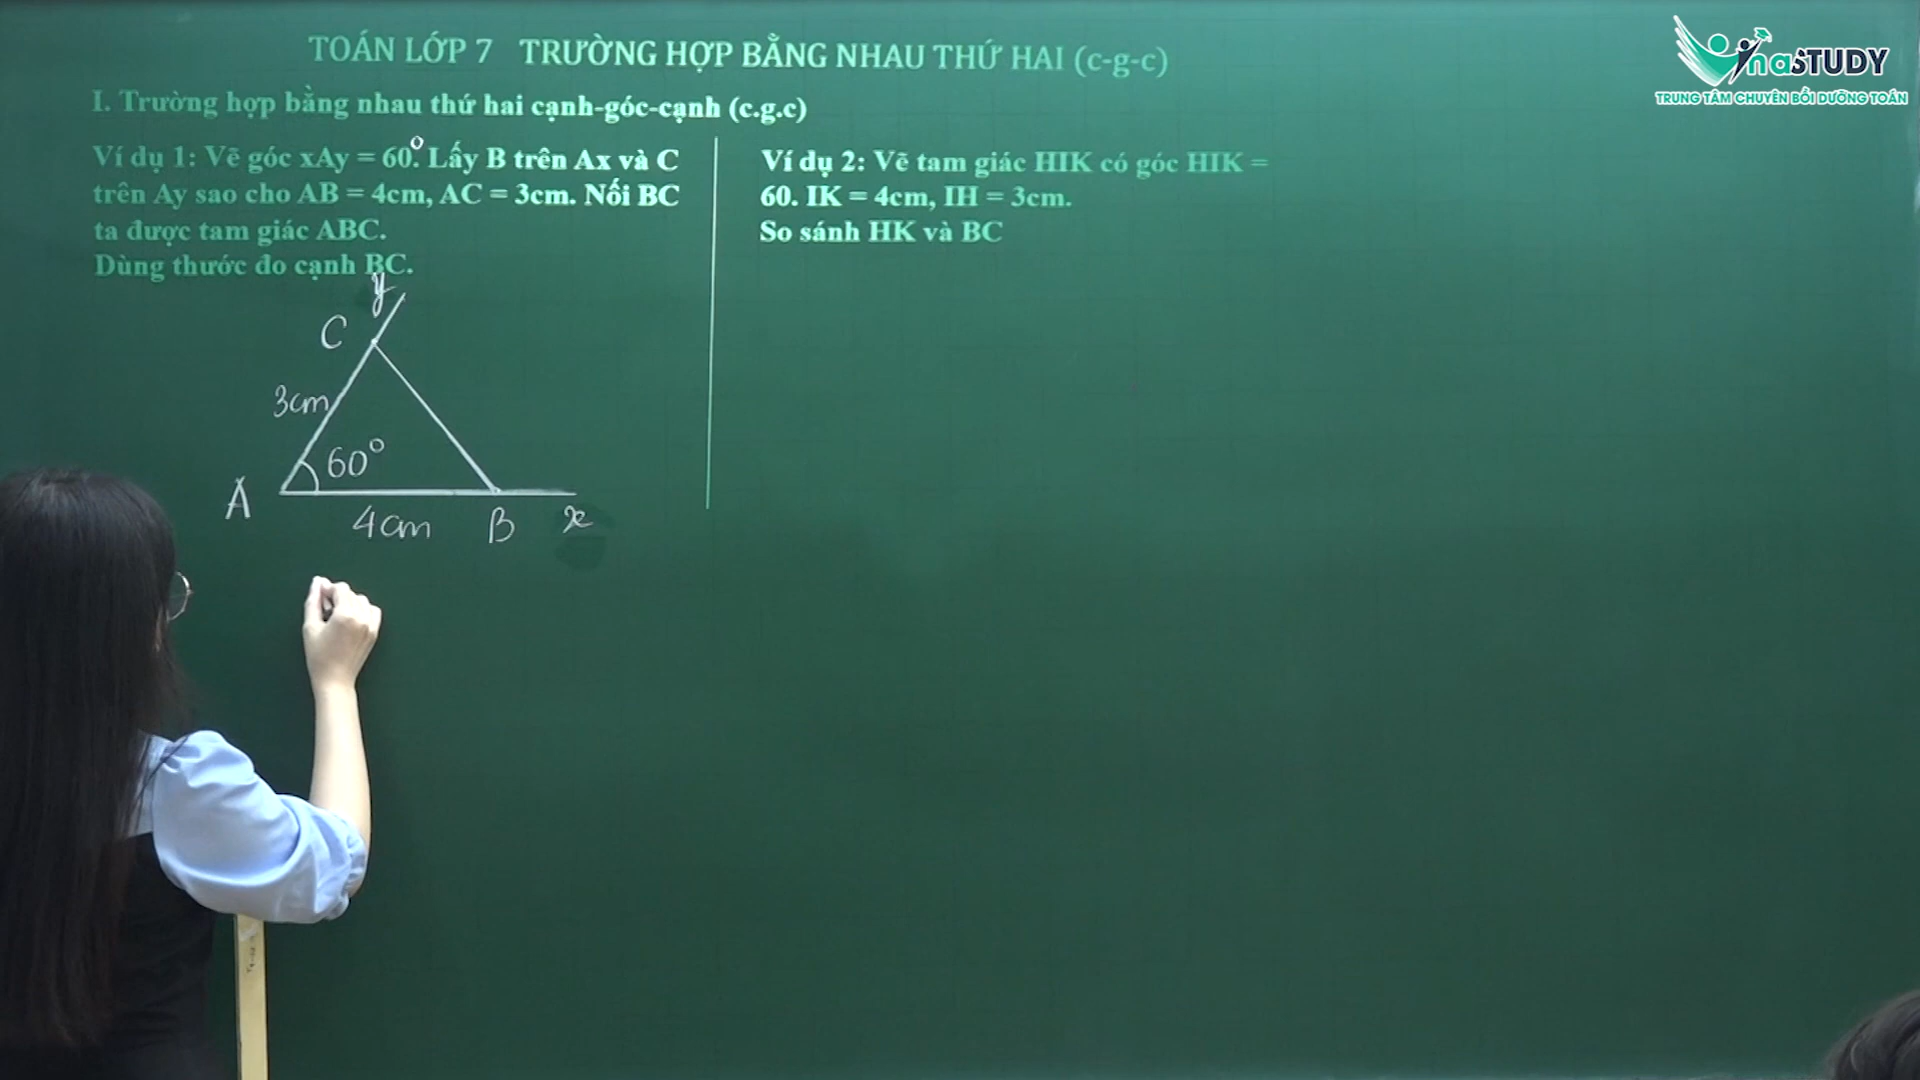 TOÁN LỚP 7 TRƯỜNG HỢP BẰNG NHAU THỨ HAI (c-g-c)
I. Trường hợp bằng nhau thứ hai cạnh-góc-cạnh (c.g.c)
Ví dụ 1: Vẽ góc xAy = 60.⁰ Lấy B trên Ax và C
trên Ay sao cho AB = 4cm, AC = 3cm. Nối BC
ta được tam giác ABC.
Dùng thước đo cạnh BC.
Ví dụ 2: Vẽ tam giác HIK có góc HIK =
60. IK = 4cm, IH = 3cm.
So sánh HK và BC
y
C
3cm
60⁰
A
4cm
B
x
inaSTUDY
TRUNG TÂM CHUYÊN BỒI DƯỠNG TOÁN